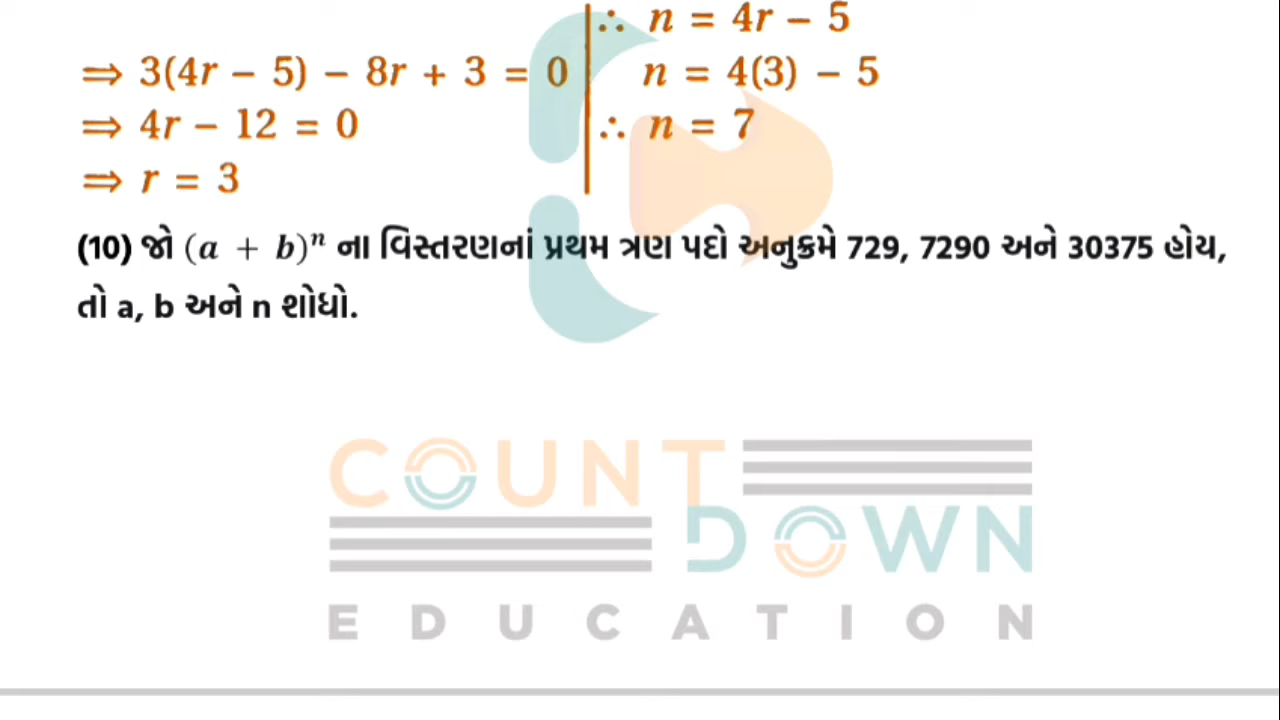 ∴ n = 4r − 5
⇒ 3(4r − 5) − 8r + 3 = 0 n = 4(3) − 5
⇒ 4r − 12 = 0 ∴ n = 7
⇒ r = 3
(10) જો (a + b)ⁿ ના વિસ્તરણનાં પ્રથમ ત્રણ પદો અનુક્રમે 729, 7290 અને 30375 હોય,
તો a, b અને n શોધો.
COUNT
DOWN
EDUCATION